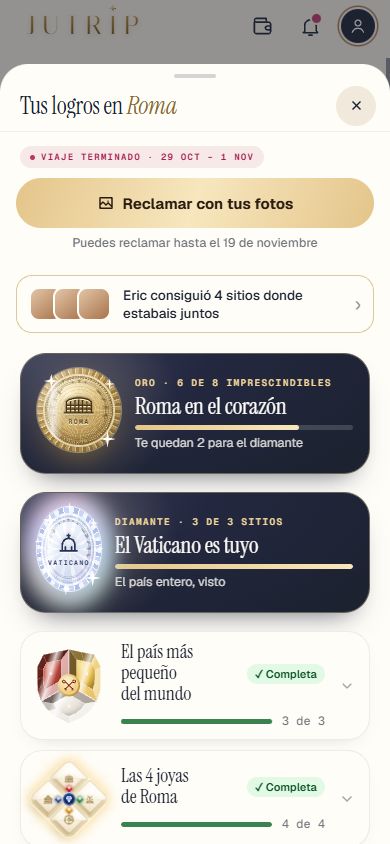 JUTRIP
Tus logros en Roma
VIAJE TERMINADO · 29 OCT – 1 NOV
Reclamar con tus fotos
Puedes reclamar hasta el 19 de noviembre
Eric consiguió 4 sitios donde
estabais juntos
ORO · 6 DE 8 IMPRESCINDIBLES
Roma en el corazón
Te quedan 2 para el diamante
ROMA
DIAMANTE · 3 DE 3 SITIOS
El Vaticano es tuyo
El país entero, visto
VATICANO
El país más
pequeño
del mundo
✓ Completa
3 de 3
Las 4 joyas
de Roma
✓ Completa
4 de 4